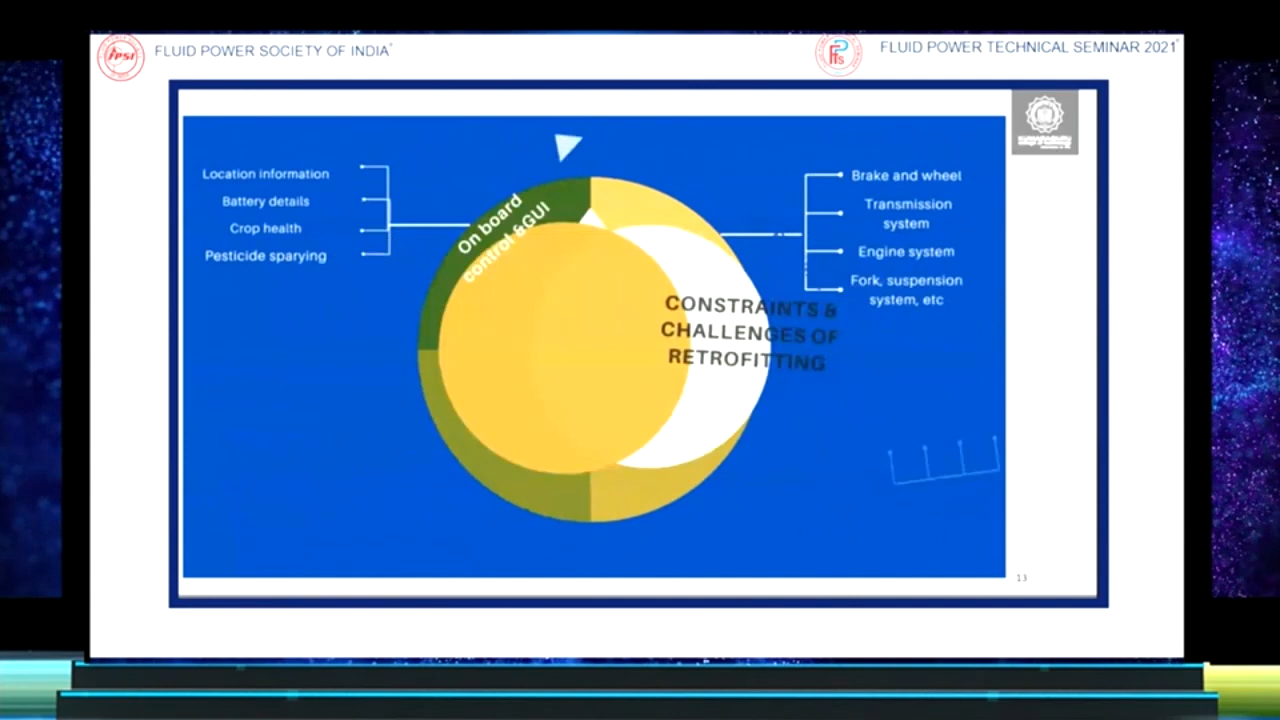 FLUID POWER SOCIETY OF INDIA
FLUID POWER TECHNICAL SEMINAR 2021
Location information
Battery details
Crop health
Pesticide sparying
On board
control &GUI
Brake and wheel
Transmission
system
Engine system
Fork, suspension
system, etc
CONSTRAINTS &
CHALLENGES OF
RETROFITTING
13